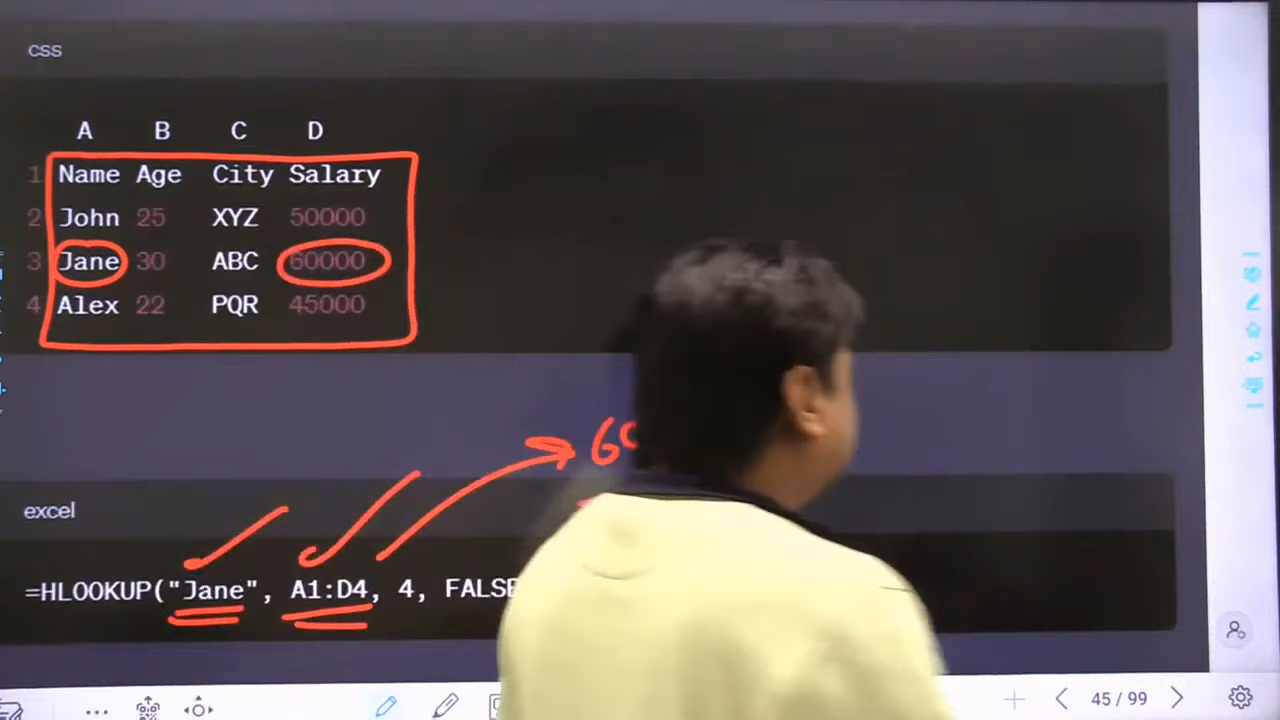 css
A B C D
1 Name Age City Salary
2 John 25 XYZ 50000
3 Jane 30 ABC 60000
4 Alex 22 PQR 45000
excel
=HLOOKUP("Jane", A1:D4, 4, FALSE
45 / 99